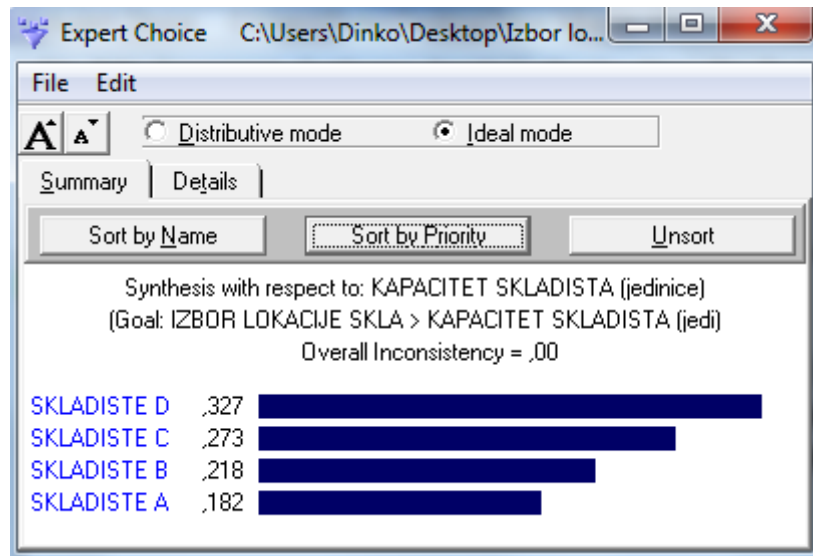 Expert Choice C:\Users\Dinko\Desktop\Izbor lo...
File Edit
A A Distributive mode Ideal mode
Summary Details
Sort by Name Sort by Priority Unsort
Synthesis with respect to: KAPACITET SKLADISTA (jedinice)
(Goal: IZBOR LOKACIJE SKLA > KAPACITET SKLADISTA (jedi)
Overall Inconsistency = ,00
SKLADISTE D ,327
SKLADISTE C ,273
SKLADISTE B ,218
SKLADISTE A ,182